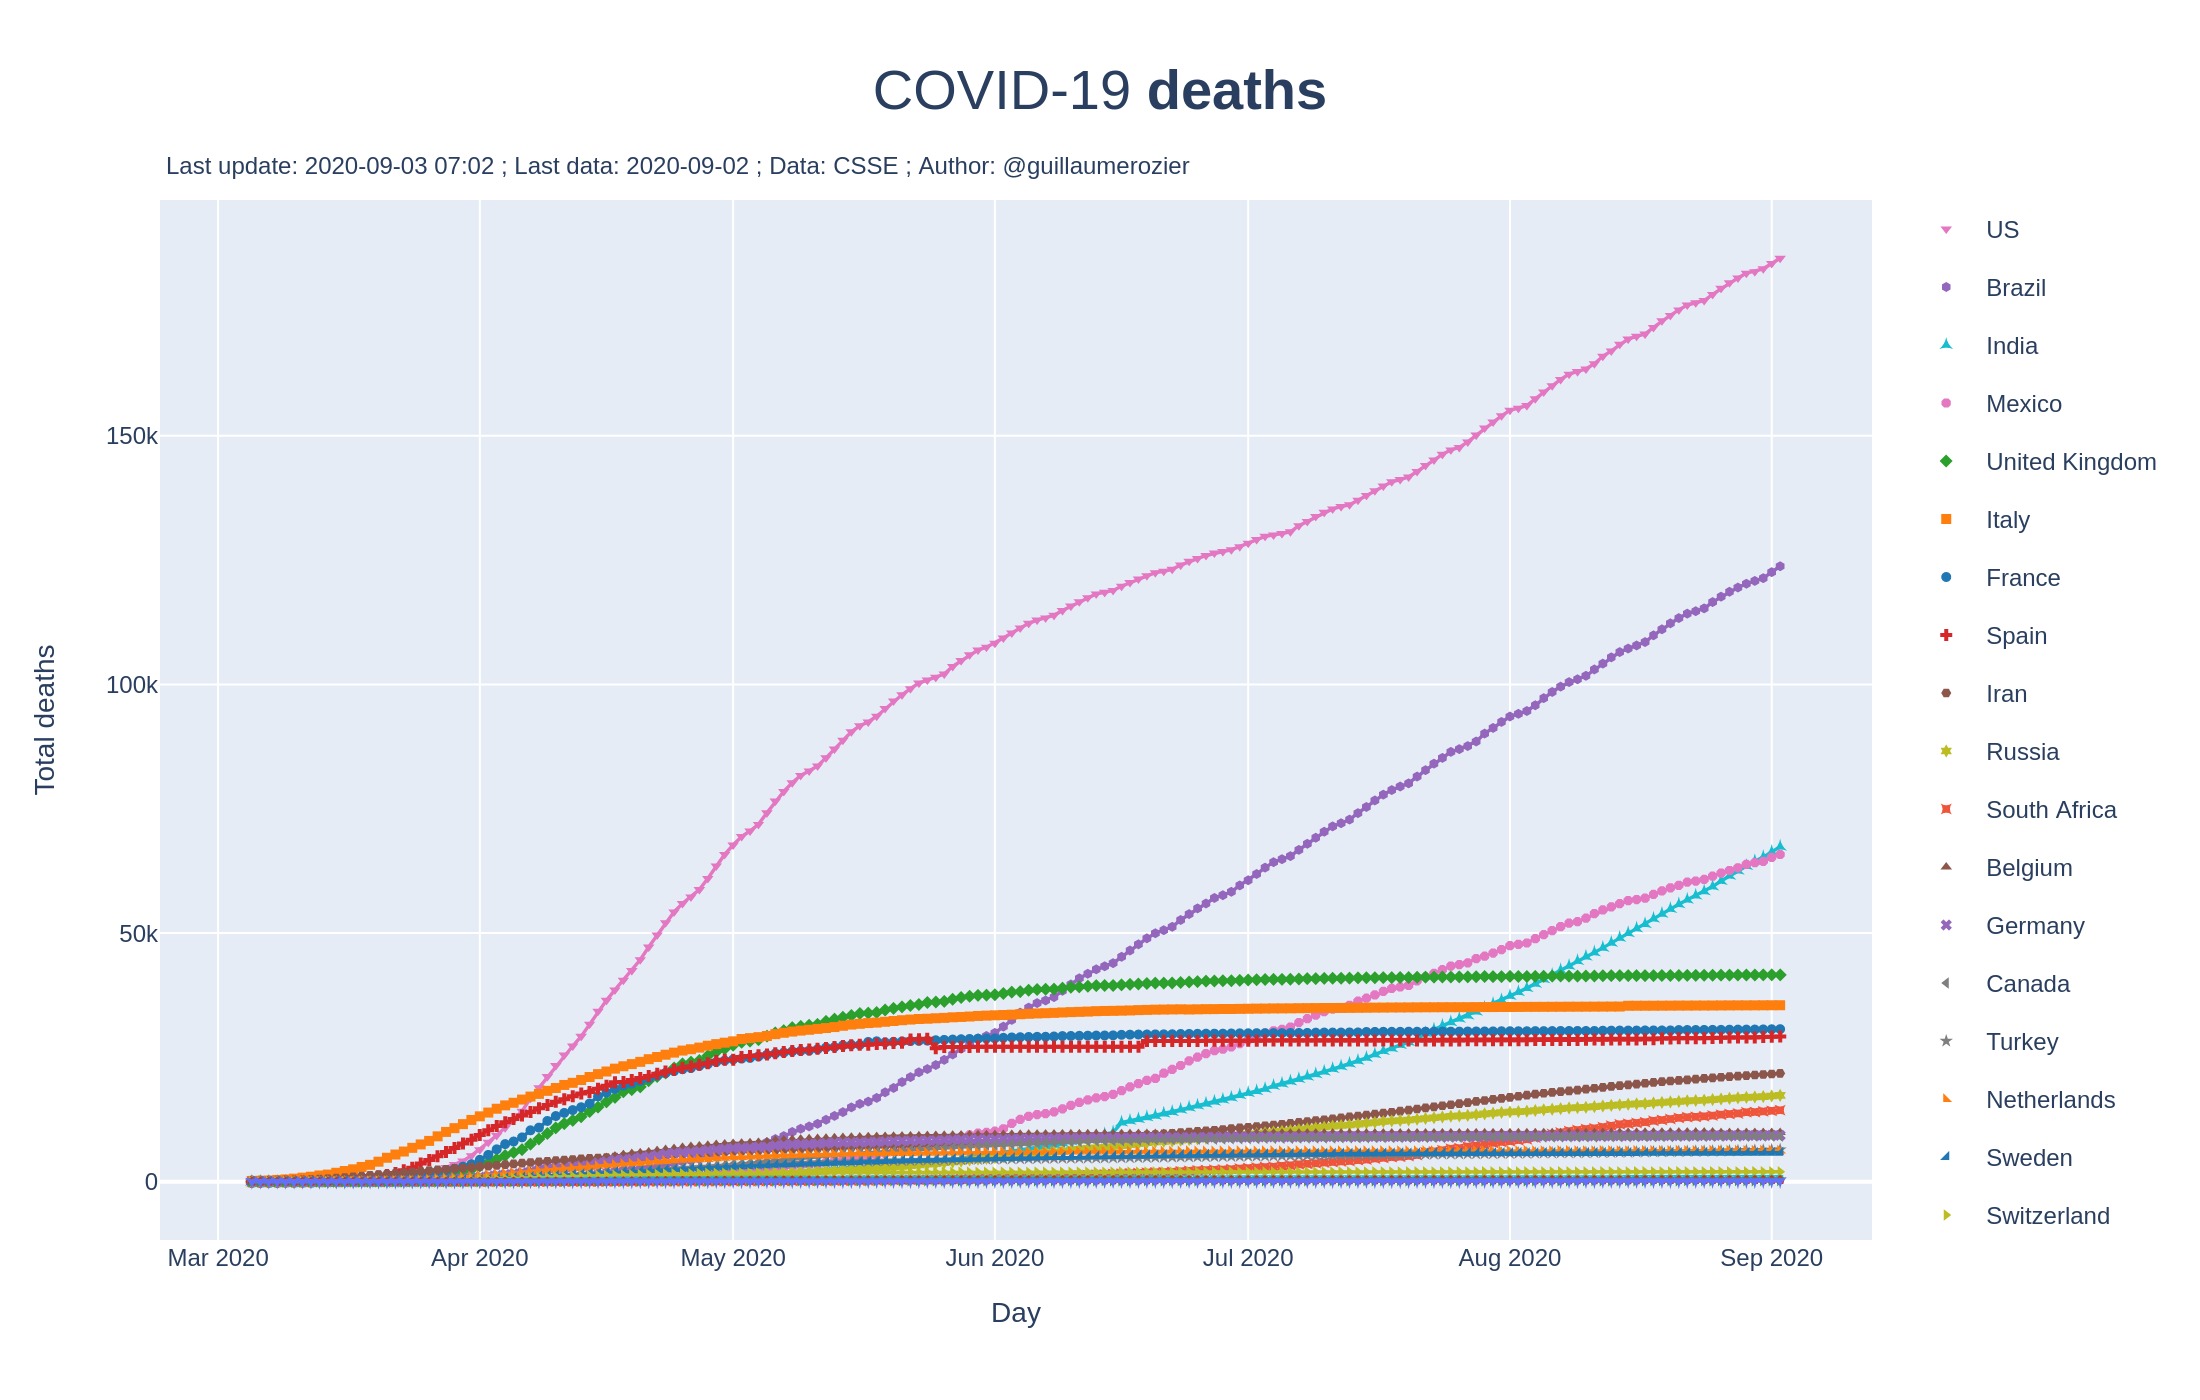 COVID-19 deaths
Last update: 2020-09-03 07:02 ; Last data: 2020-09-02 ; Data: CSSE ; Author: @guillaumerozier
US
Brazil
India
Mexico
United Kingdom
Italy
France
Spain
Iran
Russia
South Africa
Belgium
Germany
Canada
Turkey
Netherlands
Sweden
Switzerland
Total deaths
150k
100k
50k
0
Mar 2020 Apr 2020 May 2020 Jun 2020 Jul 2020 Aug 2020 Sep 2020
Day